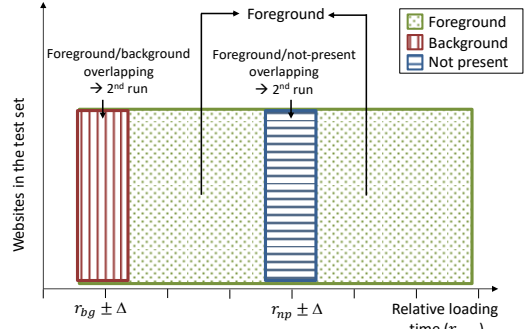 Foreground
Foreground
Background
Not present
Foreground/background
overlapping
→ 2nd run
Foreground/not-present
overlapping
→ 2nd run
Websites in the test set
r_bg ± Δ
r_np ± Δ
Relative loading
time (r